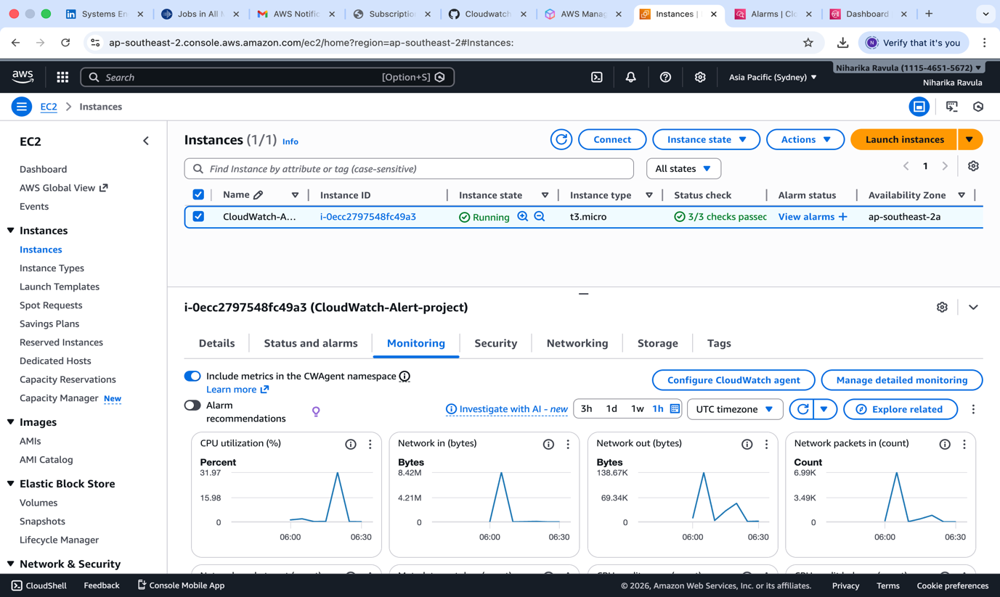 Systems En
Jobs in All M
AWS Notific
Subscription
Cloudwatch
AWS Manag
Instances |
Alarms | Clo
Dashboard
ap-southeast-2.console.aws.amazon.com/ec2/home?region=ap-southeast-2#Instances:
N
Verify that it's you
aws
Search
[Option+S]
Asia Pacific (Sydney)
Niharika Ravula (1115-4651-5672)
Niharika Ravula
EC2
Instances
EC2
Dashboard
AWS Global View
Events
Instances
Instances
Instance Types
Launch Templates
Spot Requests
Savings Plans
Reserved Instances
Dedicated Hosts
Capacity Reservations
Capacity Manager New
Images
AMIs
AMI Catalog
Elastic Block Store
Volumes
Snapshots
Lifecycle Manager
Network & Security
Instances (1/1) Info
Connect
Instance state
Actions
Launch instances
Find Instance by attribute or tag (case-sensitive)
All states
1
Name
Instance ID
Instance state
Instance type
Status check
Alarm status
Availability Zone
CloudWatch-A...
i-0ecc2797548fc49a3
Running
t3.micro
3/3 checks passec
View alarms +
ap-southeast-2a
i-0ecc2797548fc49a3 (CloudWatch-Alert-project)
Details
Status and alarms
Monitoring
Security
Networking
Storage
Tags
Include metrics in the CWAgent namespace
Learn more
Configure CloudWatch agent
Manage detailed monitoring
Alarm
recommendations
Investigate with AI - new
3h
1d
1w
1h
UTC timezone
Explore related
CPU utilization (%)
Percent
31.97
15.98
0
06:00
06:30
Network in (bytes)
Bytes
8.42M
4.21M
0
06:00
06:30
Network out (bytes)
Bytes
138.67K
69.34K
0
06:00
06:30
Network packets in (count)
Count
6.99K
3.49K
0
06:00
06:30
CloudShell
Feedback
Console Mobile App
© 2026, Amazon Web Services, Inc. or its affiliates.
Privacy
Terms
Cookie preferences